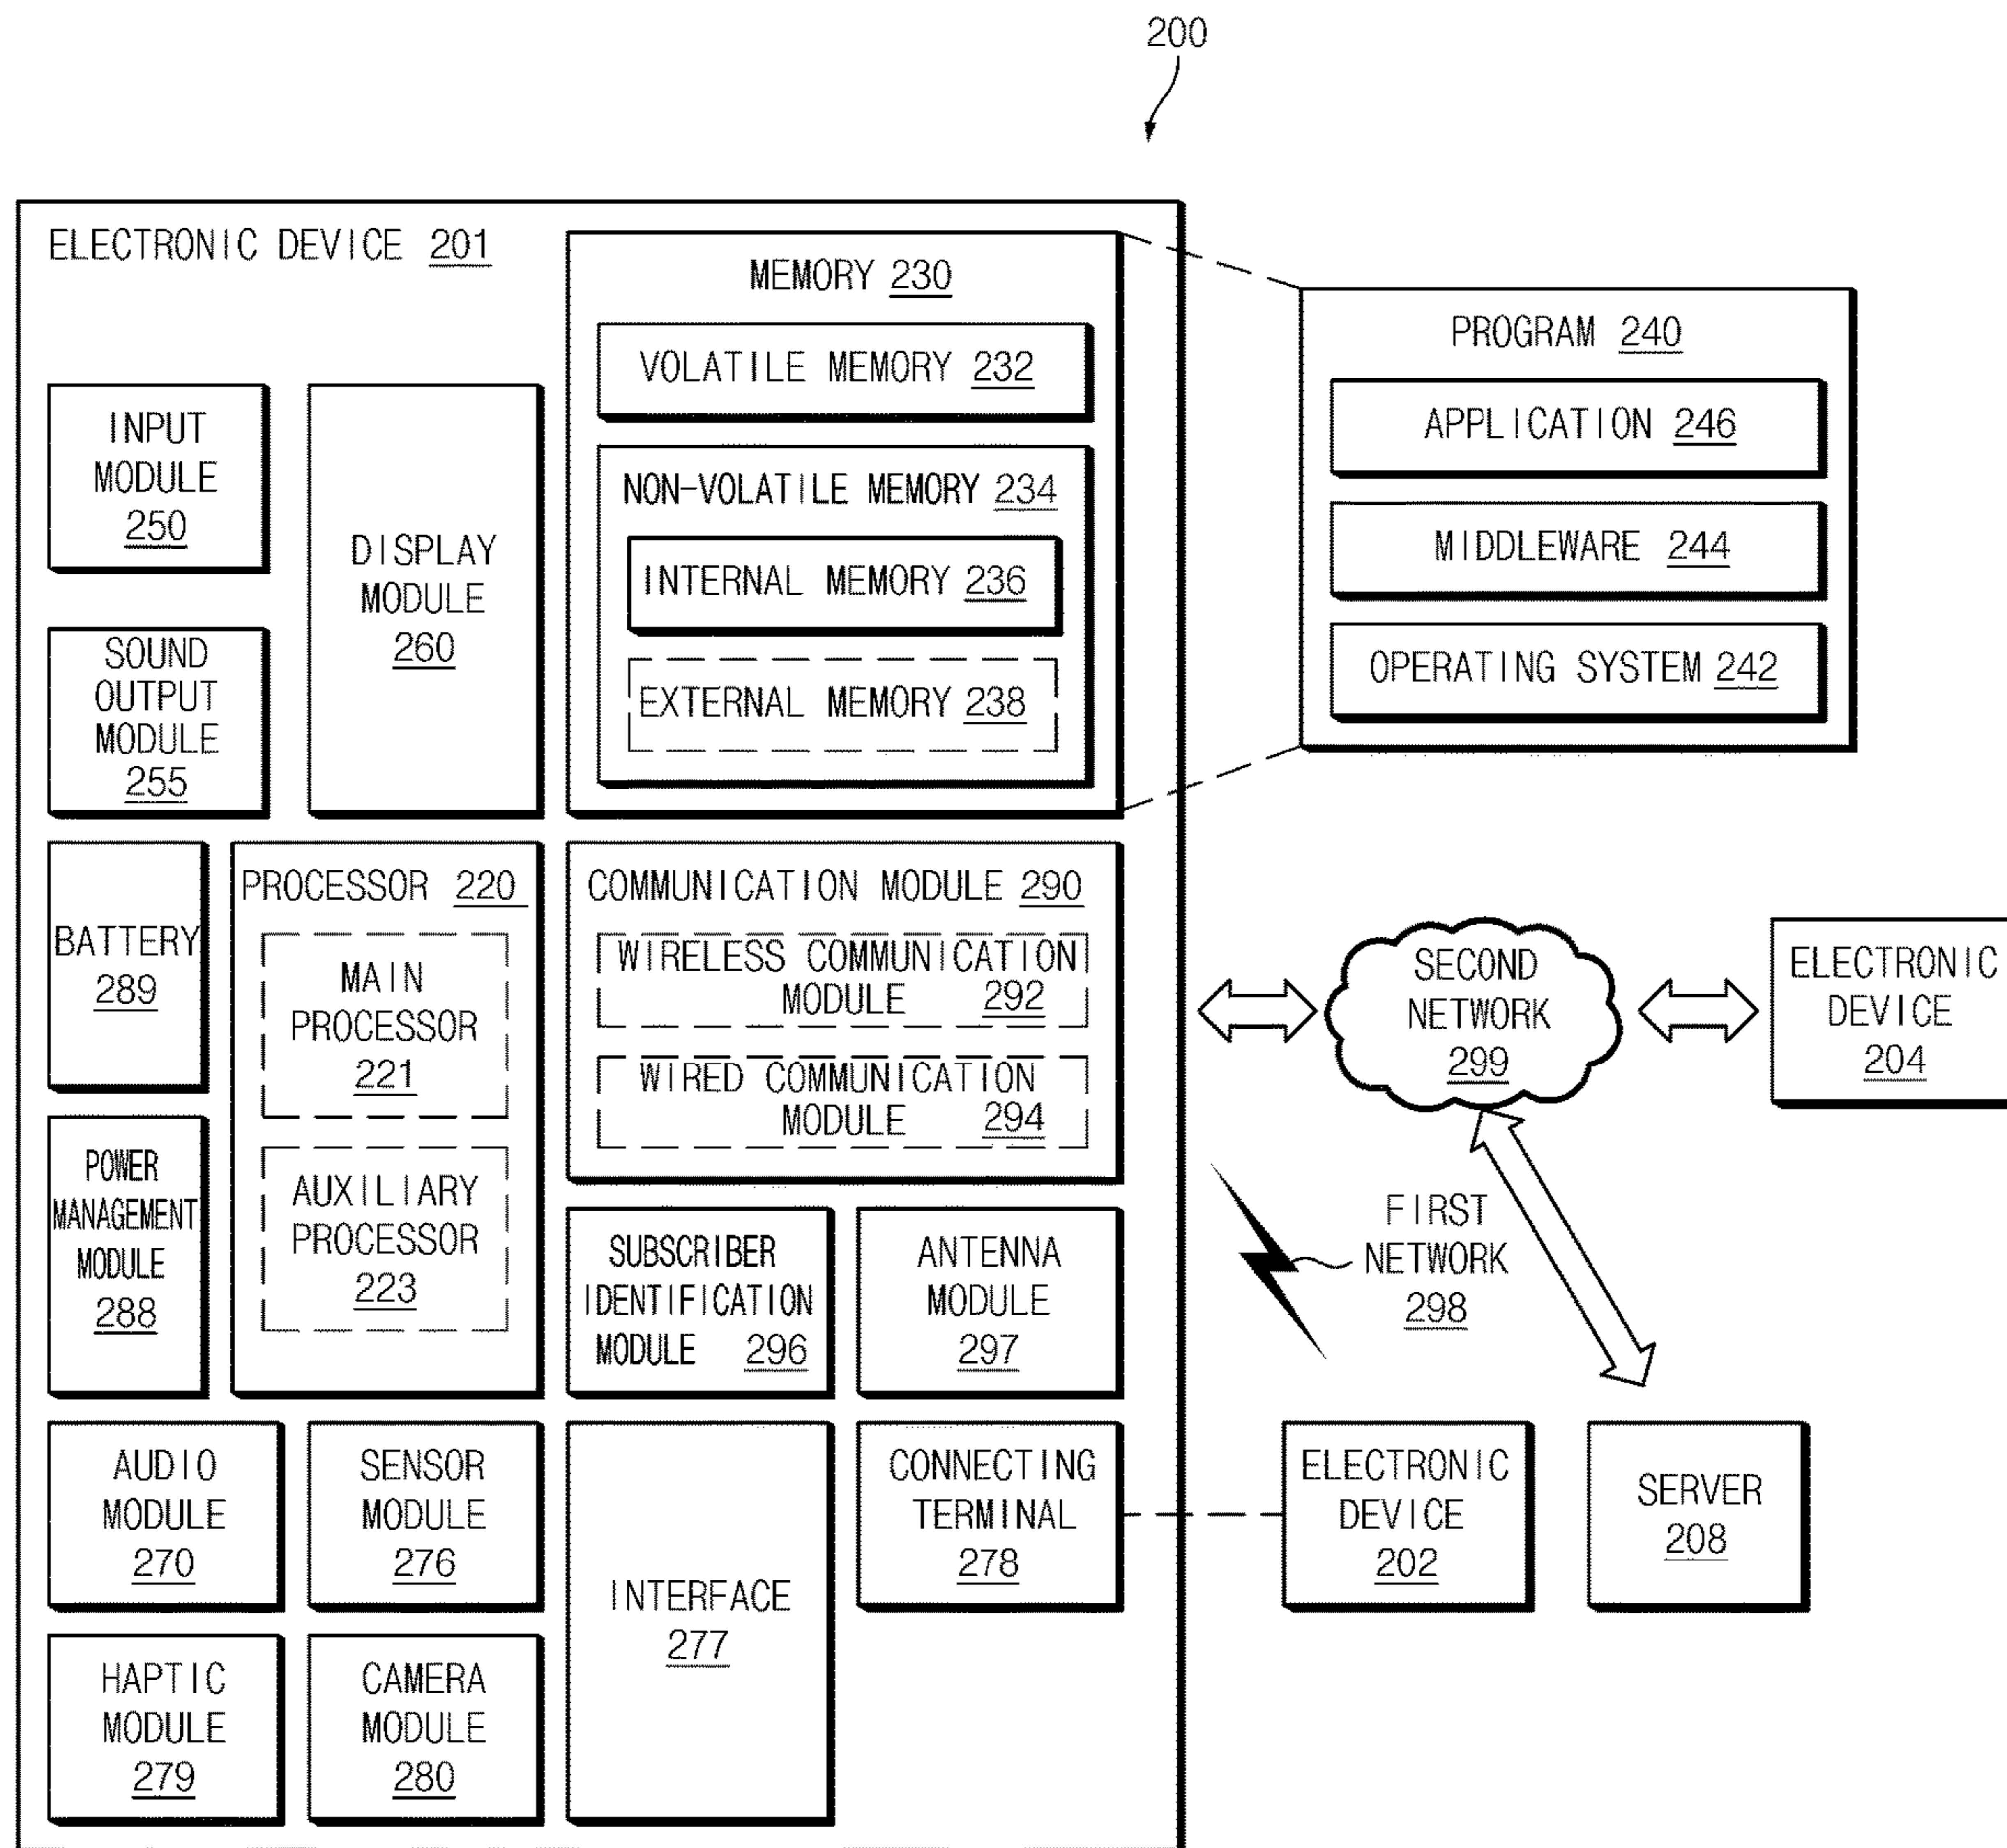 200
ELECTRONIC DEVICE 201
MEMORY 230
VOLATILE MEMORY 232
NON-VOLATILE MEMORY 234
INTERNAL MEMORY 236
EXTERNAL MEMORY 238
PROGRAM 240
APPLICATION 246
MIDDLEWARE 244
OPERATING SYSTEM 242
INPUT
MODULE
250
SOUND
OUTPUT
MODULE
255
DISPLAY
MODULE
260
BATTERY
289
POWER
MANAGEMENT
MODULE
288
PROCESSOR 220
MAIN
PROCESSOR
221
AUXILIARY
PROCESSOR
223
COMMUNICATION MODULE 290
WIRELESS COMMUNICATION
MODULE 292
WIRED COMMUNICATION
MODULE 294
SUBSCRIBER
IDENTIFICATION
MODULE 296
ANTENNA
MODULE
297
SECOND
NETWORK
299
ELECTRONIC
DEVICE
204
FIRST
NETWORK
298
AUDIO
MODULE
270
SENSOR
MODULE
276
INTERFACE
277
CONNECTING
TERMINAL
278
ELECTRONIC
DEVICE
202
SERVER
208
HAPTIC
MODULE
279
CAMERA
MODULE
280